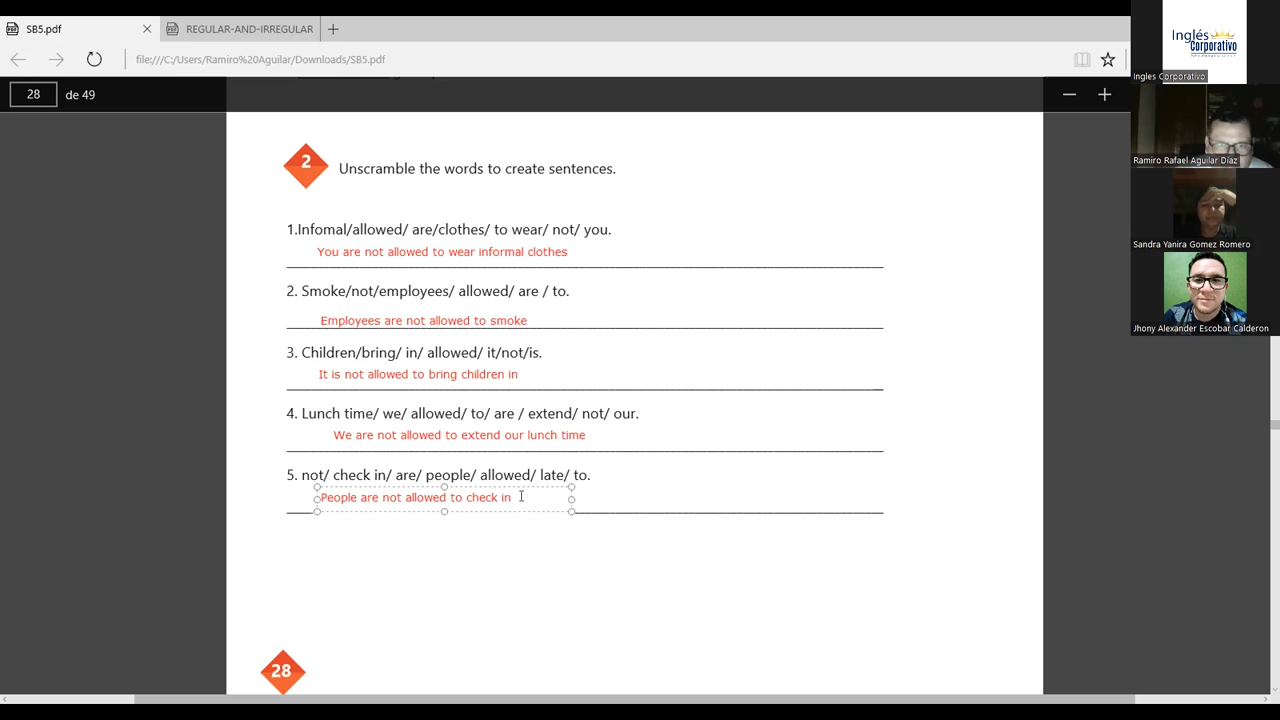 SB5.pdf
REGULAR-AND-IRREGULAR
file:///C:/Users/Ramiro%20Aguilar/Downloads/SB5.pdf
28 de 49
2 Unscramble the words to create sentences.
1.Infomal/allowed/ are/clothes/ to wear/ not/ you.
You are not allowed to wear informal clothes
2. Smoke/not/employees/ allowed/ are / to.
Employees are not allowed to smoke
3. Children/bring/ in/ allowed/ it/not/is.
It is not allowed to bring children in
4. Lunch time/ we/ allowed/ to/ are / extend/ not/ our.
We are not allowed to extend our lunch time
5. not/ check in/ are/ people/ allowed/ late/ to.
People are not allowed to check in
28
Inglés
Corporativo
Ingles Corporativo
Ramiro Rafael Aguilar Díaz
Sandra Yanira Gomez Romero
Jhony Alexander Escobar Calderon